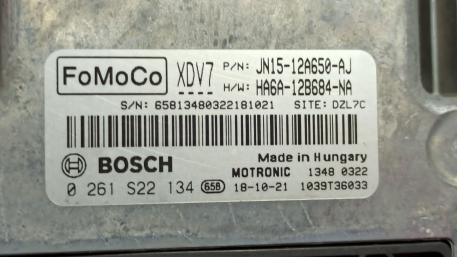 FoMoCo XDV7 P/N: JN15-12A650-AJ
H/W: HA6A-12B684-NA
S/N: 65813480322181021 SITE: DZL7C
BOSCH Made in Hungary
MOTRONIC 1348 0322
0 261 S22 134 658 18-10-21 1039T36033